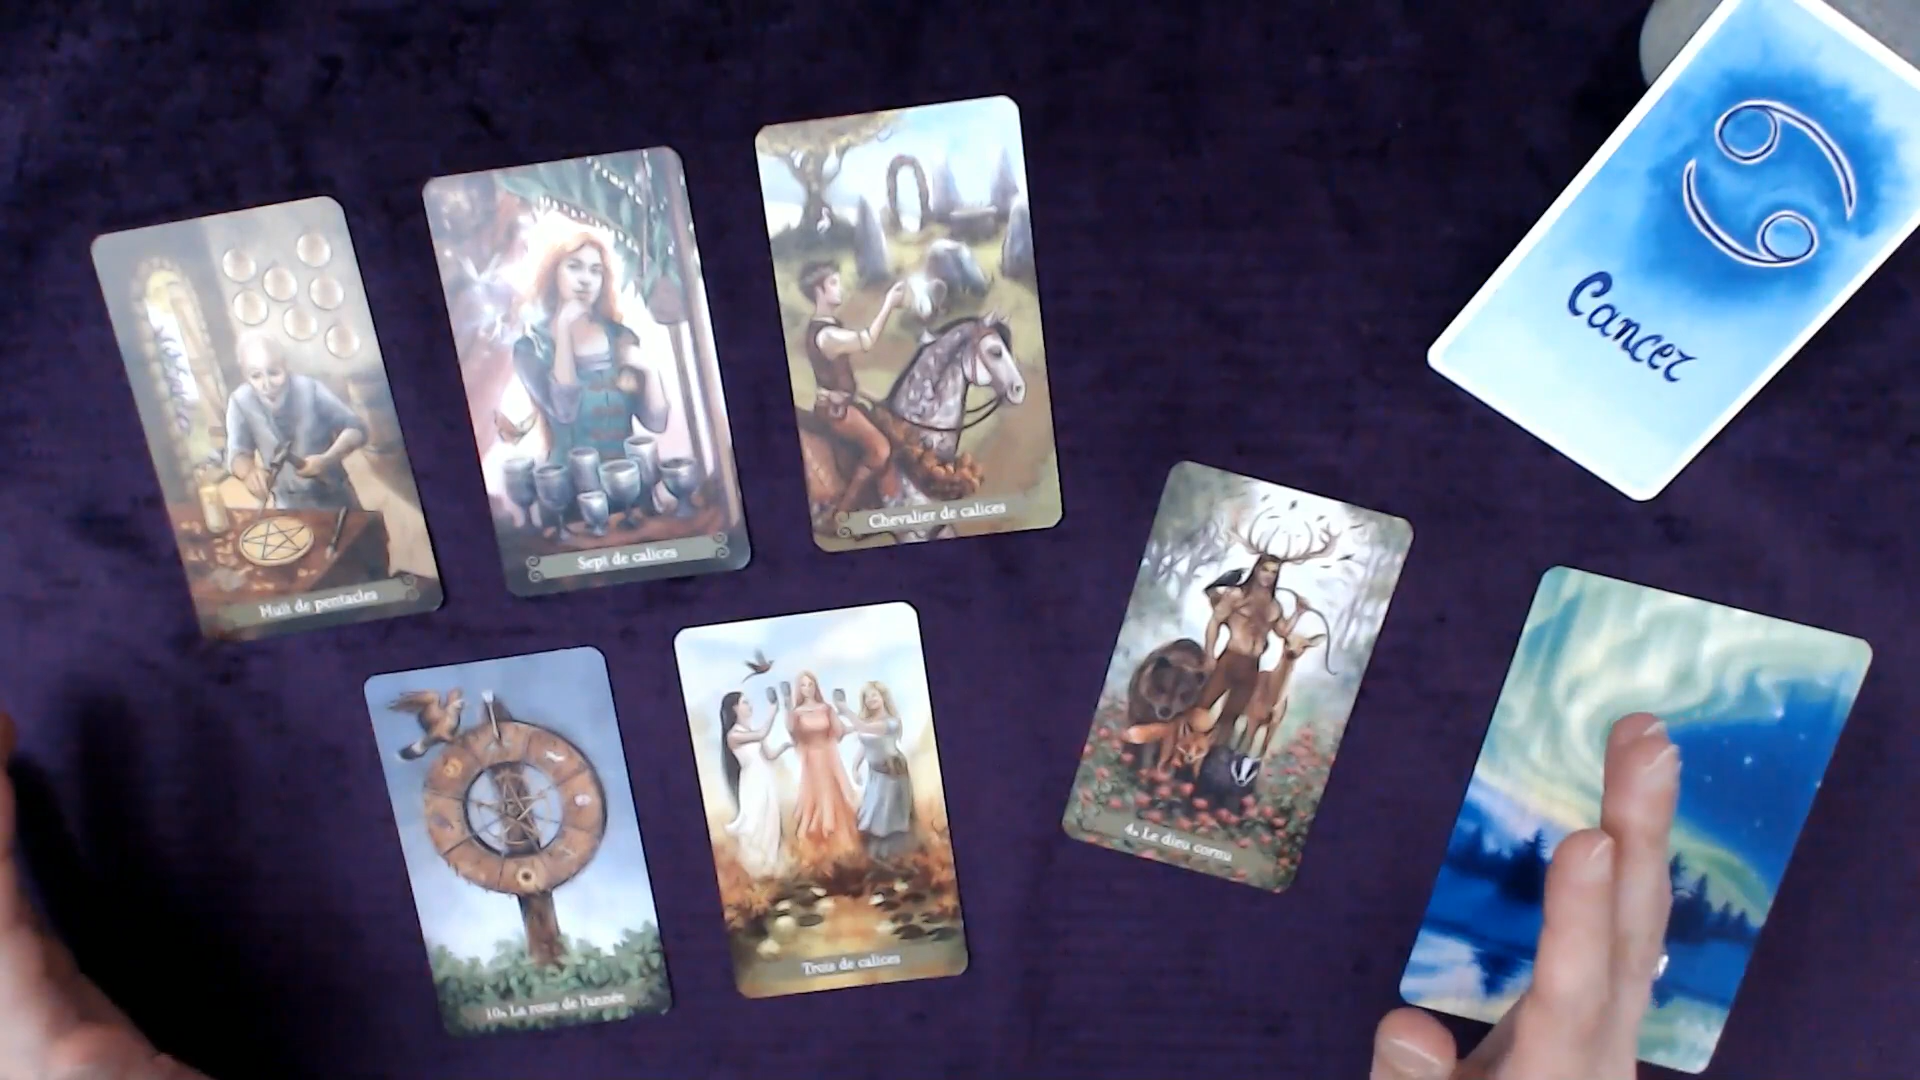 Cancer
Huit de pentacles
Sept de calices
Chevalier de calices
10. La roue de l'année
Trois de calices
4. Le dieu cornu